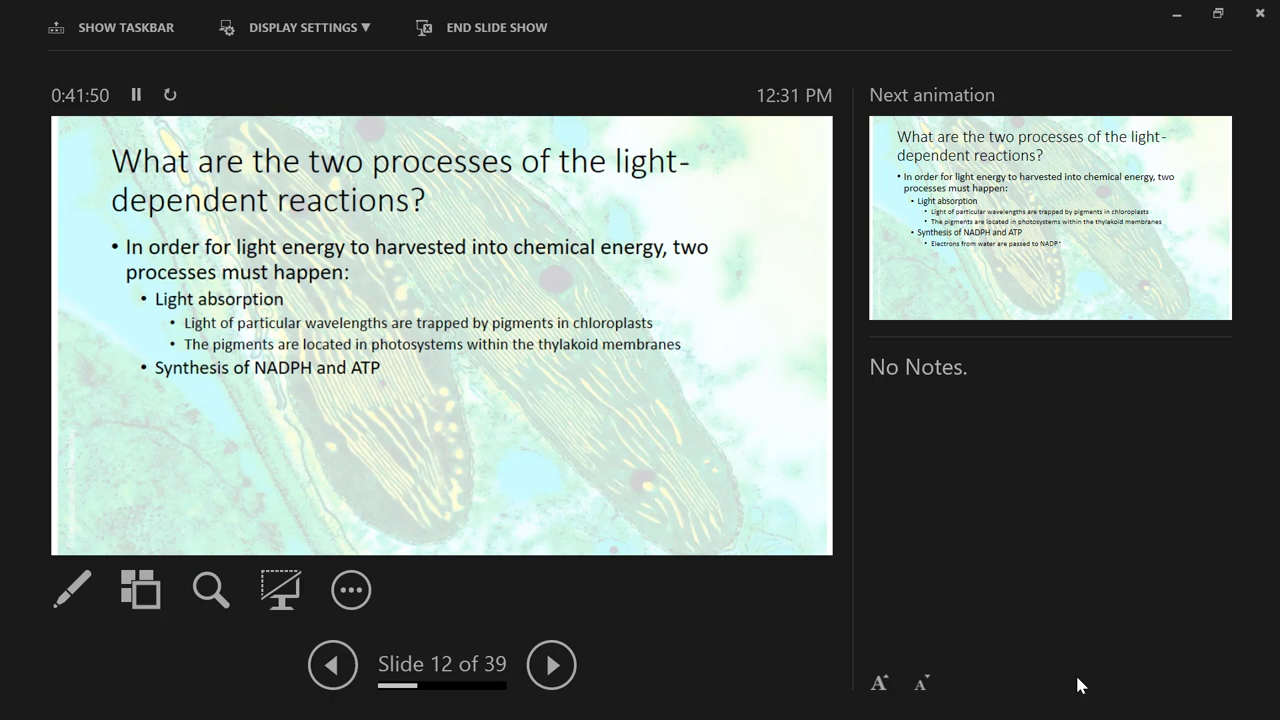 SHOW TASKBAR
DISPLAY SETTINGS ▼
END SLIDE SHOW
0:41:50
12:31 PM
What are the two processes of the light-
dependent reactions?
• In order for light energy to harvested into chemical energy, two
processes must happen:
• Light absorption
• Light of particular wavelengths are trapped by pigments in chloroplasts
• The pigments are located in photosystems within the thylakoid membranes
• Synthesis of NADPH and ATP
Slide 12 of 39
Next animation
What are the two processes of the light-
dependent reactions?
• In order for light energy to harvested into chemical energy, two
processes must happen:
• Light absorption
• Light of particular wavelengths are trapped by pigments in chloroplasts
• The pigments are located in photosystems within the thylakoid membranes
• Synthesis of NADPH and ATP
• Electrons from water are passed to NADP⁺
No Notes.
A A